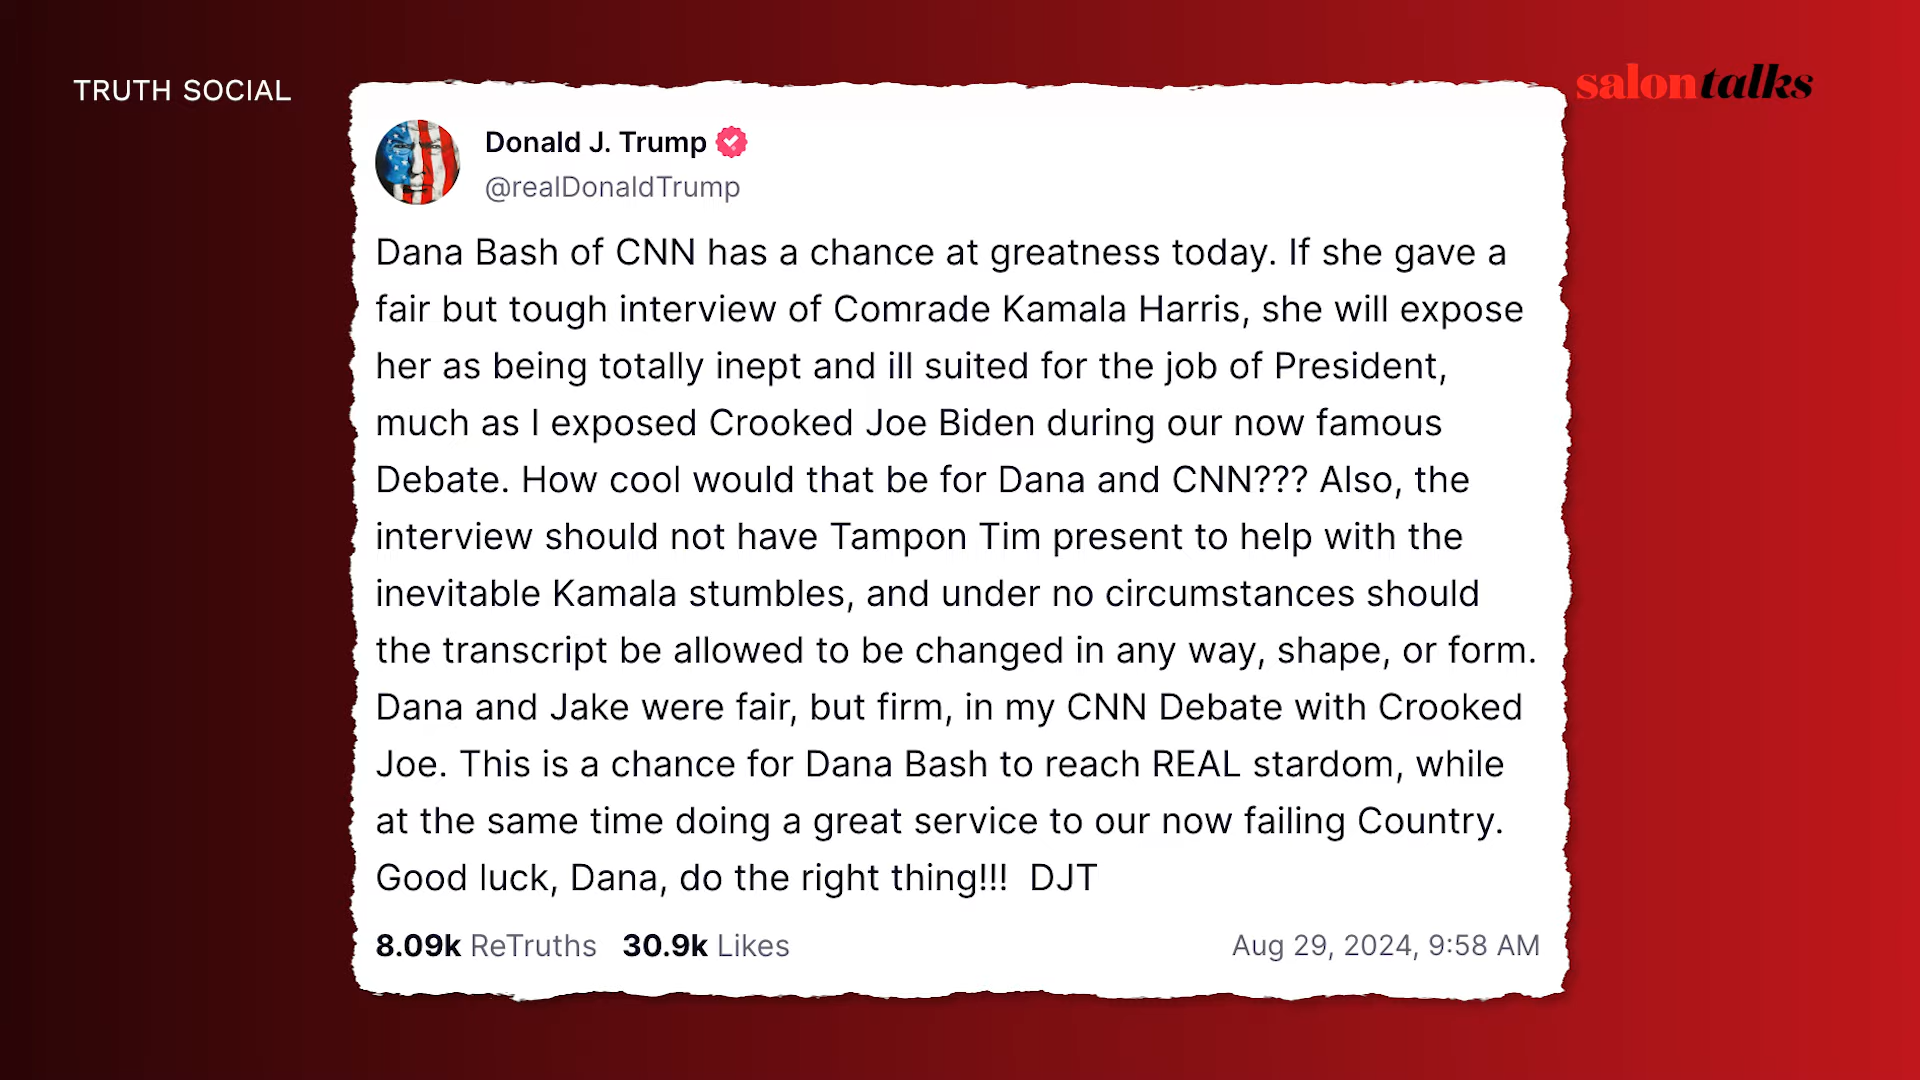 TRUTH SOCIAL
salontalks
Donald J. Trump
@realDonaldTrump
Dana Bash of CNN has a chance at greatness today. If she gave a
fair but tough interview of Comrade Kamala Harris, she will expose
her as being totally inept and ill suited for the job of President,
much as I exposed Crooked Joe Biden during our now famous
Debate. How cool would that be for Dana and CNN??? Also, the
interview should not have Tampon Tim present to help with the
inevitable Kamala stumbles, and under no circumstances should
the transcript be allowed to be changed in any way, shape, or form.
Dana and Jake were fair, but firm, in my CNN Debate with Crooked
Joe. This is a chance for Dana Bash to reach REAL stardom, while
at the same time doing a great service to our now failing Country.
Good luck, Dana, do the right thing!!! DJT
8.09k ReTruths 30.9k Likes Aug 29, 2024, 9:58 AM